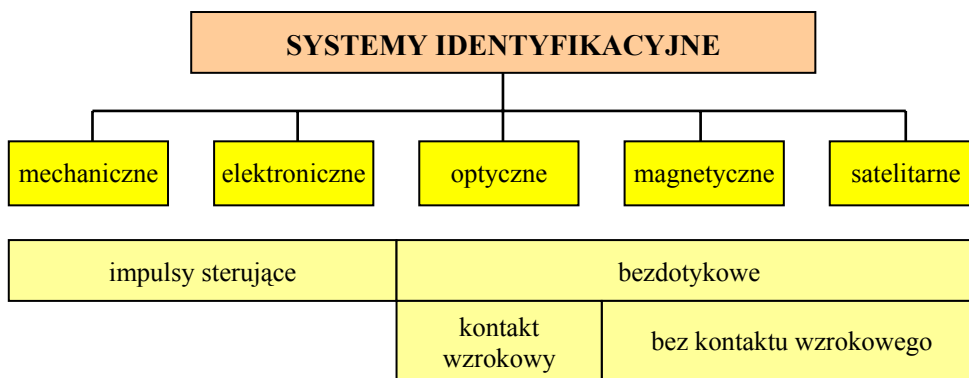 SYSTEMY IDENTYFIKACYJNE
mechaniczne
elektroniczne
optyczne
magnetyczne
satelitarne
impulsy sterujące
bezdotykowe
kontakt
wzrokowy
bez kontaktu wzrokowego